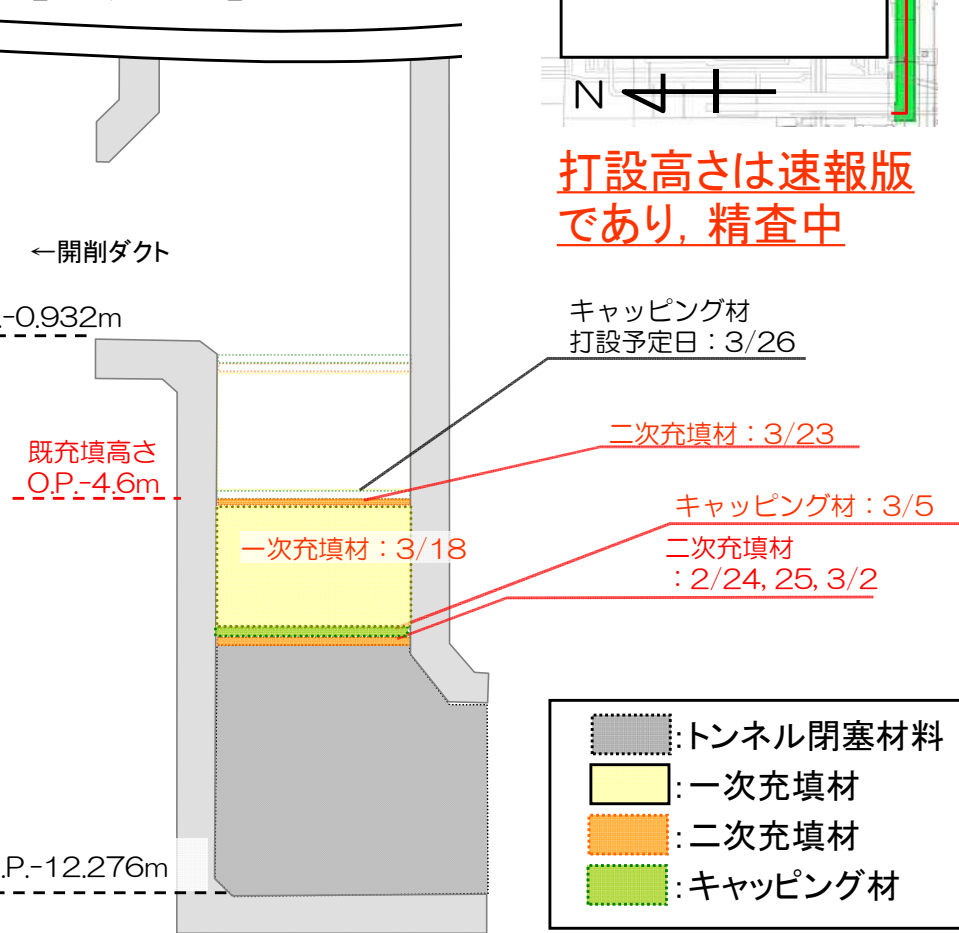 N
打設高さは速報版
であり, 精査中
←開削ダクト
.-0.932m
キャッピング材
打設予定日：3/26
既充填高さ
O.P.-4.6m
二次充填材：3/23
キャッピング材：3/5
一次充填材：3/18
二次充填材
：2/24, 25, 3/2
:トンネル閉塞材料
:一次充填材
:二次充填材
:キャッピング材
.P.-12.276m